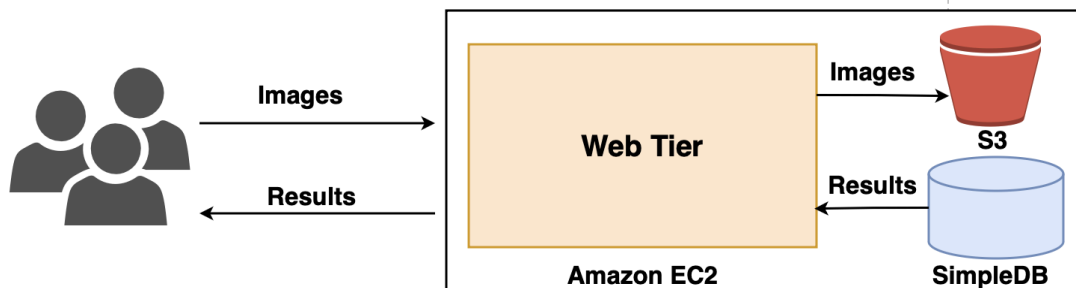 Images
Results
Web Tier
Amazon EC2
Images
S3
Results
SimpleDB